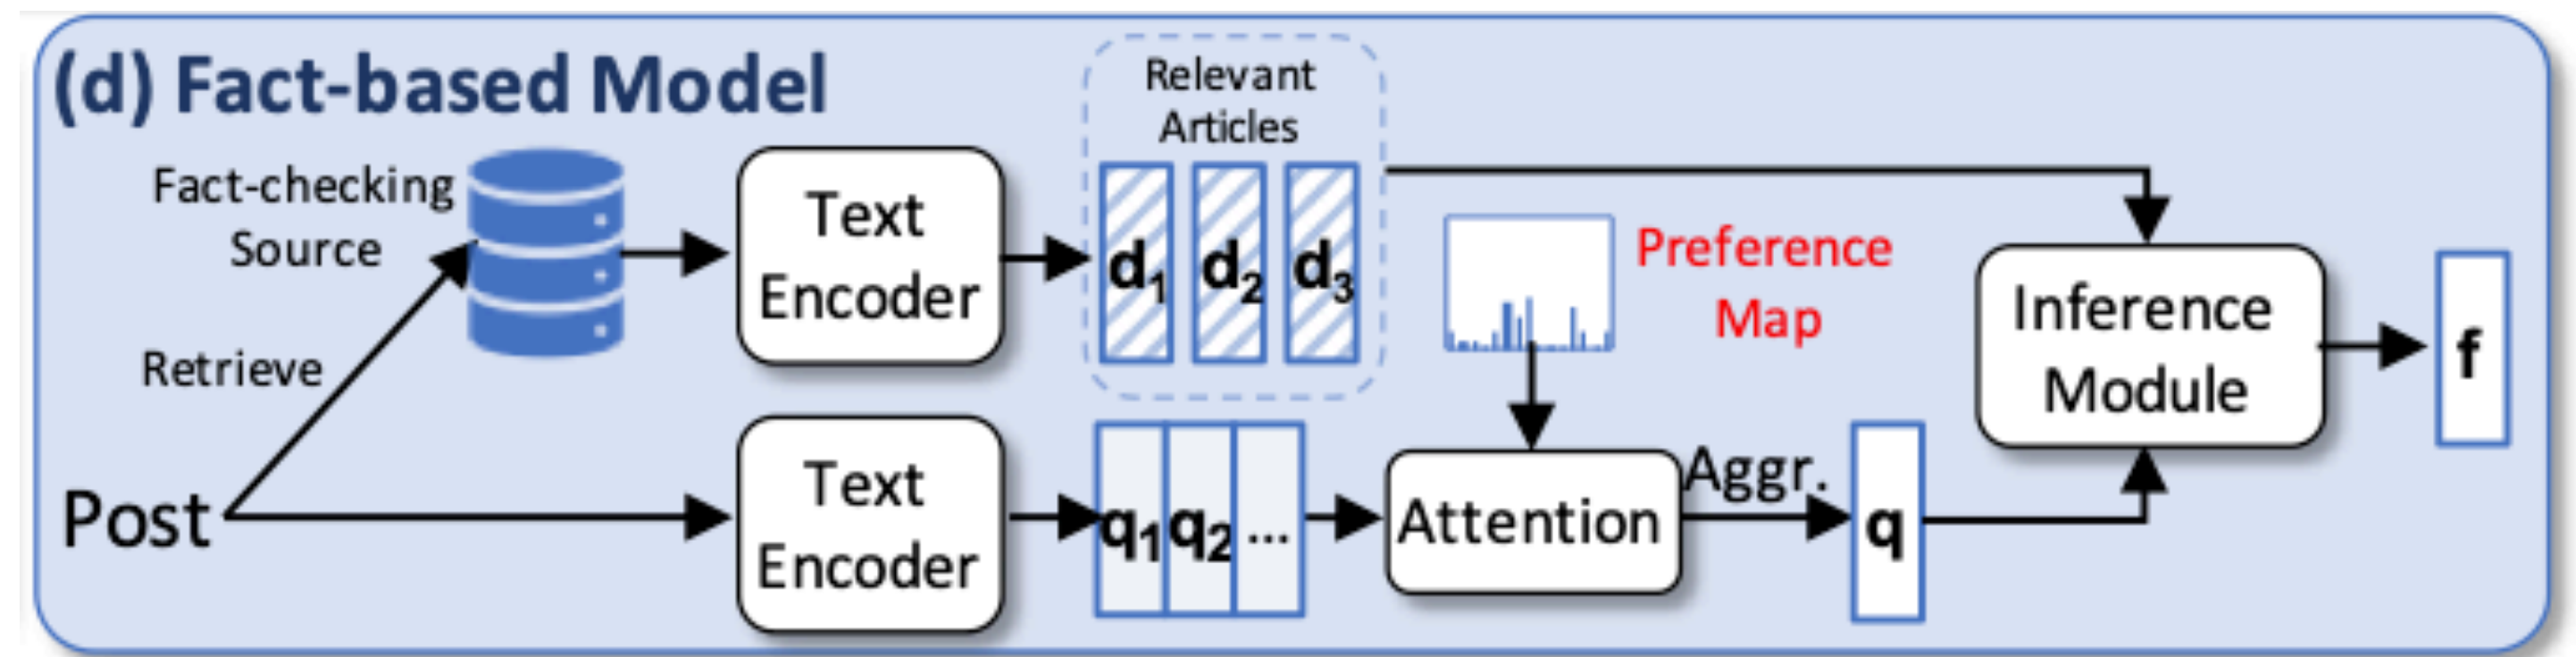 (d) Fact-based Model
Relevant
Articles
Fact-checking
Source
Text
Encoder
d1
d2
d3
Preference
Map
Inference
Module
f
Retrieve
Post
Text
Encoder
q1
q2
...
Attention
Aggr.
q